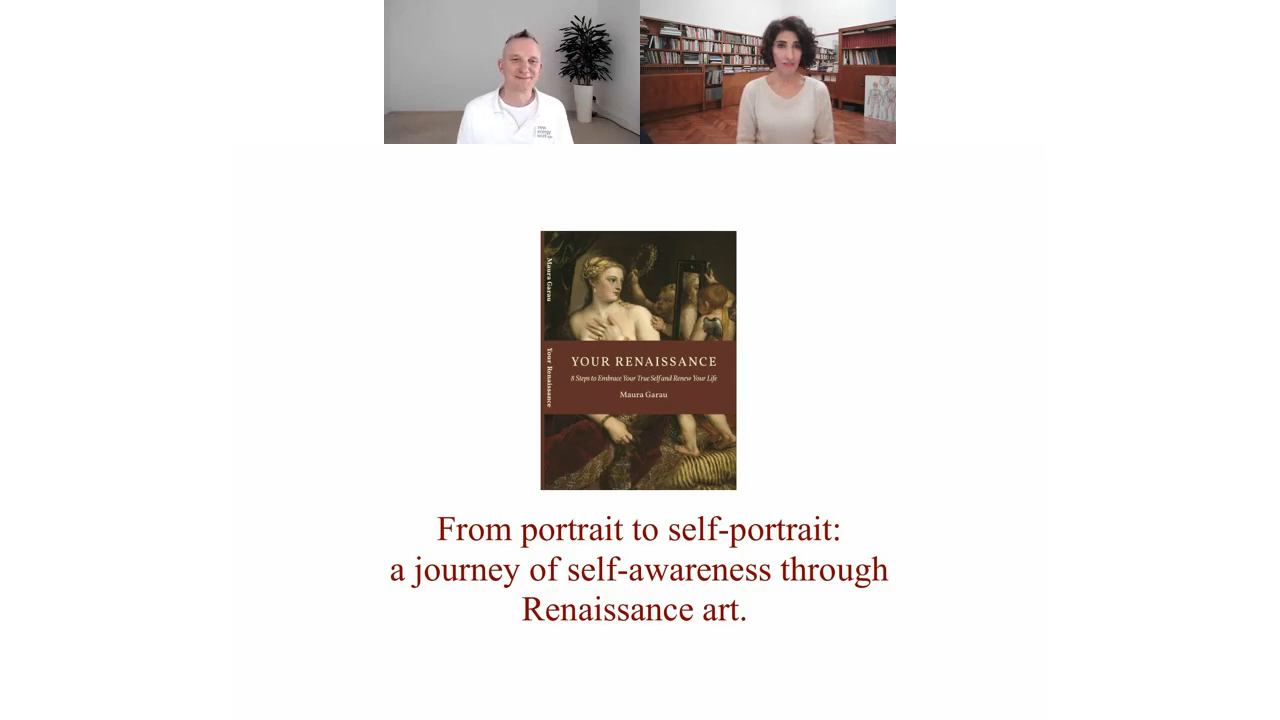 Maura Garau
Your Renaissance
YOUR RENAISSANCE
8 Steps to Embrace Your True Self and Renew Your Life
Maura Garau
From portrait to self-portrait:
a journey of self-awareness through
Renaissance art.